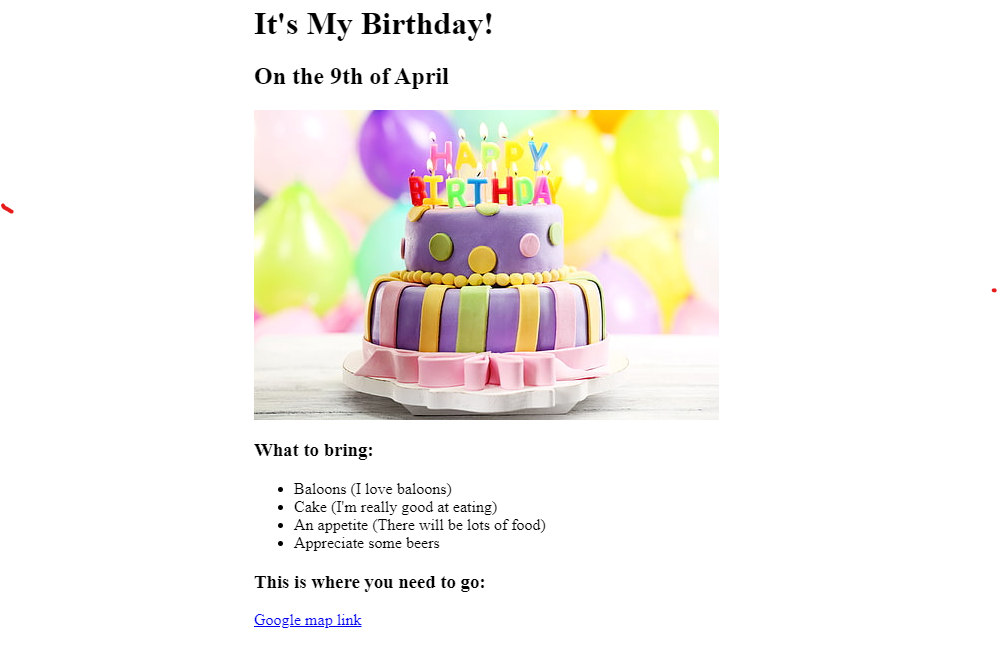 It's My Birthday!
On the 9th of April
HAPPY
BIRTHDAY
What to bring:
Baloons (I love baloons)
Cake (I'm really good at eating)
An appetite (There will be lots of food)
Appreciate some beers
This is where you need to go:
Google map link